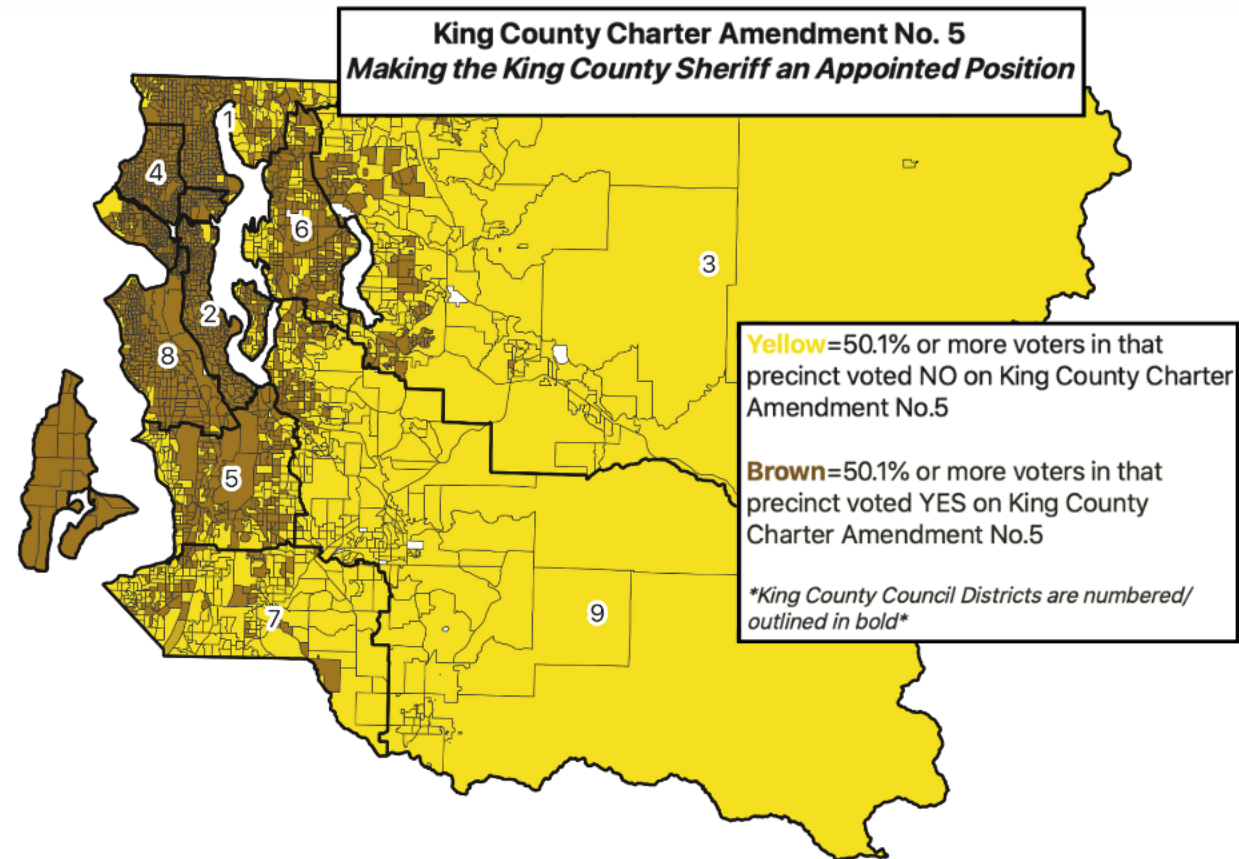 King County Charter Amendment No. 5
Making the King County Sheriff an Appointed Position
1
4
6
3
2
8
5
7
9
Yellow=50.1% or more voters in that
precinct voted NO on King County Charter
Amendment No.5
Brown=50.1% or more voters in that
precinct voted YES on King County
Charter Amendment No.5
*King County Council Districts are numbered/
outlined in bold*